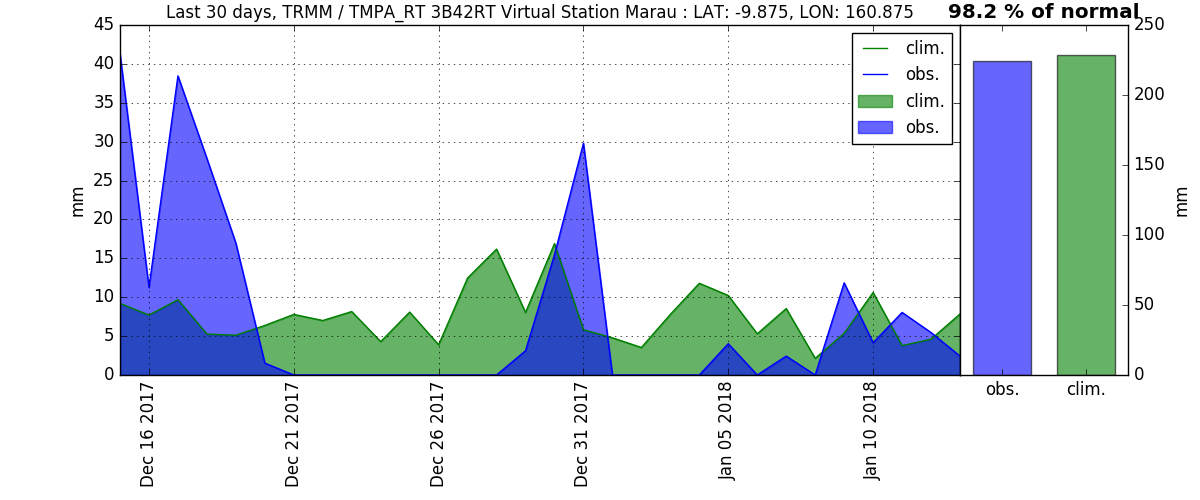 Last 30 days, TRMM / TMPA_RT 3B42RT Virtual Station Marau : LAT: -9.875, LON: 160.875
98.2 % of normal
45
40
35
30
25
20
15
10
5
0
mm
clim.
obs.
clim.
obs.
250
200
150
100
50
0
mm
Dec 16 2017
Dec 21 2017
Dec 26 2017
Dec 31 2017
Jan 05 2018
Jan 10 2018
obs.
clim.